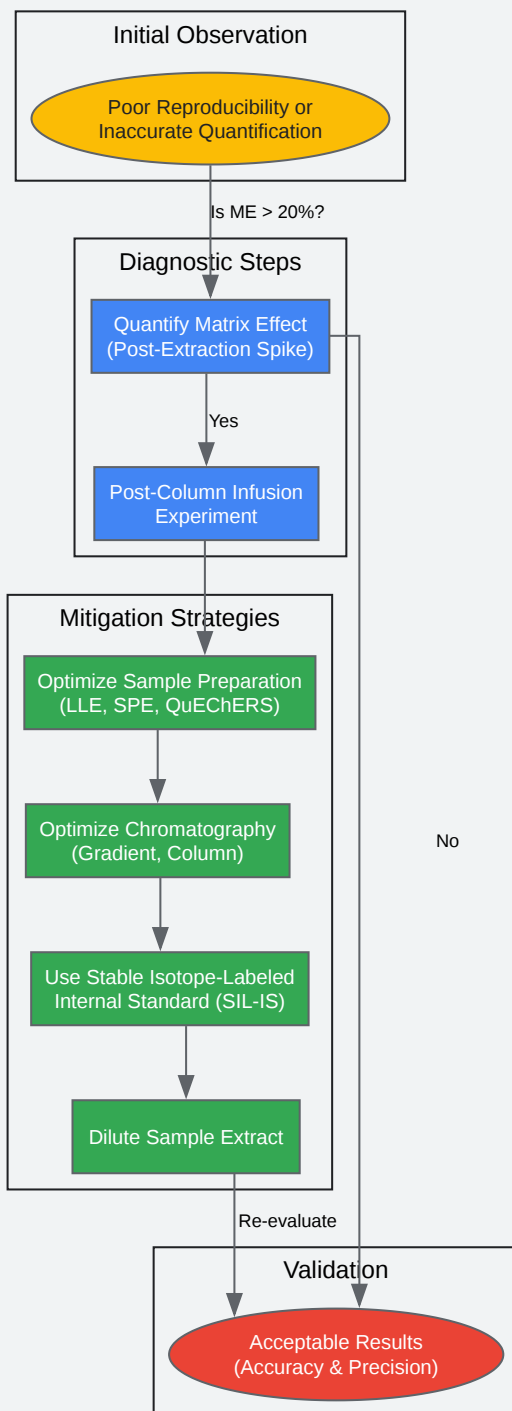 Initial Observation
Poor Reproducibility or
Inaccurate Quantification
Is ME > 20%?
Diagnostic Steps
Quantify Matrix Effect
(Post-Extraction Spike)
Yes
Post-Column Infusion
Experiment
Mitigation Strategies
Optimize Sample Preparation
(LLE, SPE, QuEChERS)
Optimize Chromatography
(Gradient, Column)
No
Use Stable Isotope-Labeled
Internal Standard (SIL-IS)
Dilute Sample Extract
Re-evaluate
Validation
Acceptable Results
(Accuracy & Precision)